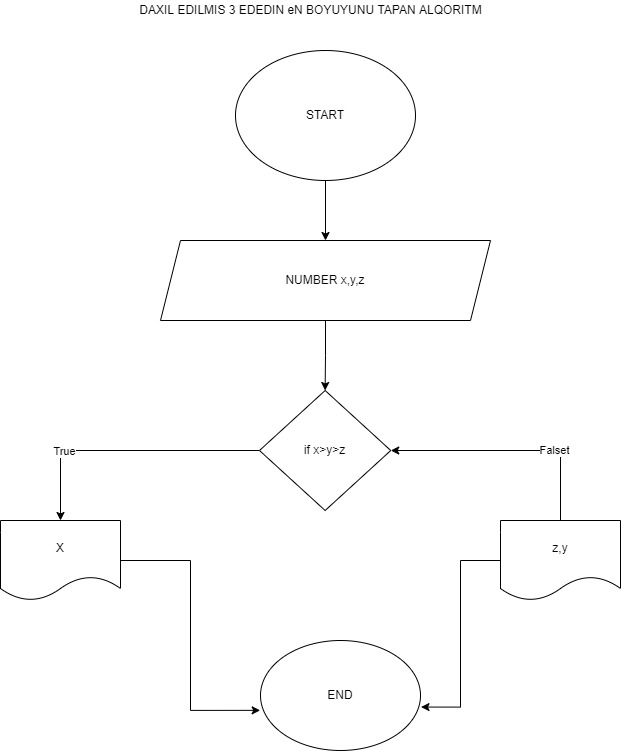 DAXIL EDILMIS 3 EDEDIN eN BOYUYUNU TAPAN ALQORITM
START
NUMBER x,y,z
if x>y>z
True
Falset
X
z,y
END